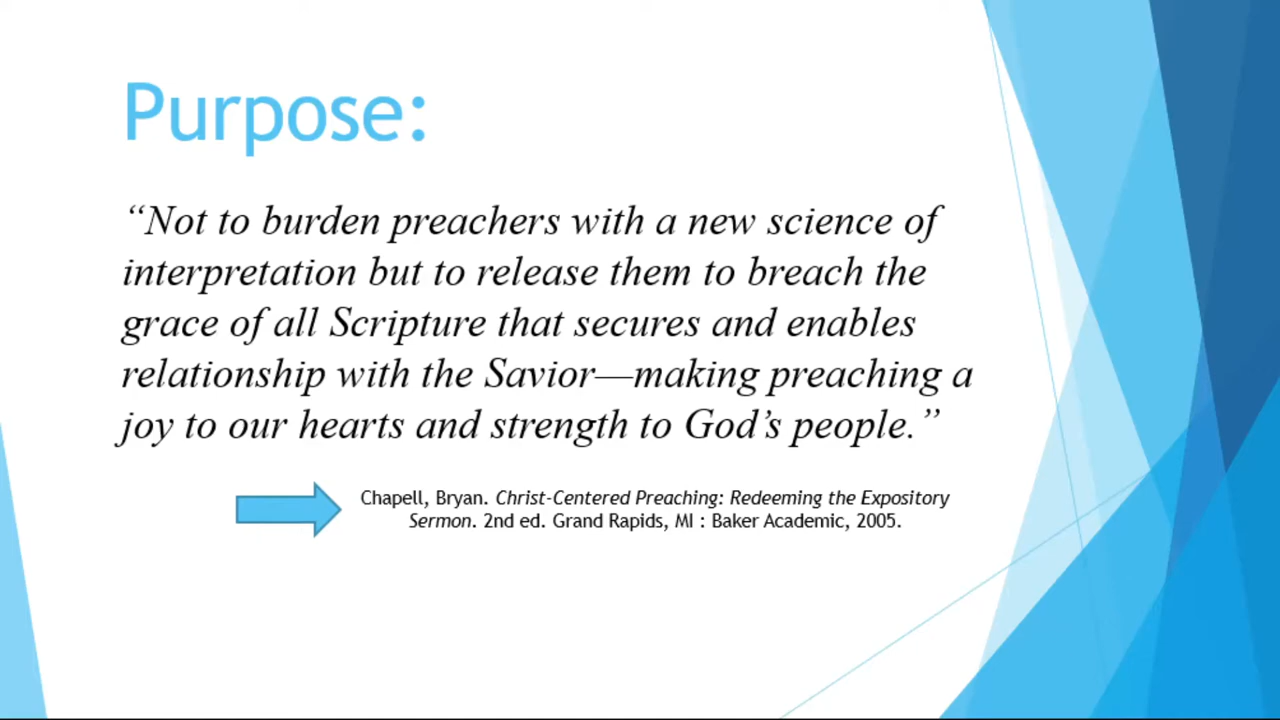 Purpose:
“Not to burden preachers with a new science of
interpretation but to release them to breach the
grace of all Scripture that secures and enables
relationship with the Savior—making preaching a
joy to our hearts and strength to God’s people.”
Chapell, Bryan. Christ-Centered Preaching: Redeeming the Expository
Sermon. 2nd ed. Grand Rapids, MI : Baker Academic, 2005.